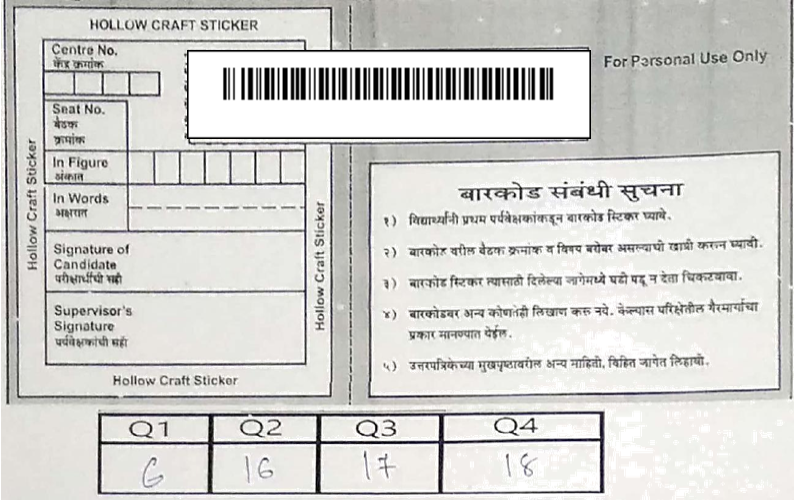 HOLLOW CRAFT STICKER
Centre No.
केंद्र क्रमांक
Seat No.
बैठक
क्रमांक
In Figure
अंकात
In Words
अक्षरात
Signature of
Candidate
परीक्षार्थीची सही
Supervisor's
Signature
पर्यवेक्षकांची सही
Hollow Craft Sticker
Hollow Craft Sticker
Hollow Craft Sticker
For Personal Use Only
बारकोड संबंधी सुचना
१) विद्यार्थ्यांनी प्रथम पर्यवेक्षकांकडून बारकोड स्टिकर घ्यावे.
२) बारकोड वरील बैठक क्रमांक व विषय बरोबर असल्याची खात्री करून घ्यावी.
३) बारकोड स्टिकर त्यासाठी दिलेल्या जागेमध्ये घडी पडू न देता चिकटवावा.
४) बारकोडवर अन्य कोणतेही लिखाण करू नये. केल्यास परिक्षेतील गैरमार्गाचा
प्रकार मानण्यात येईल.
५) उत्तरपत्रिकेच्या मुखपृष्ठावरील अन्य माहिती, विहित जागेत लिहावी.
Q1 Q2 Q3 Q4
6 16 17 18